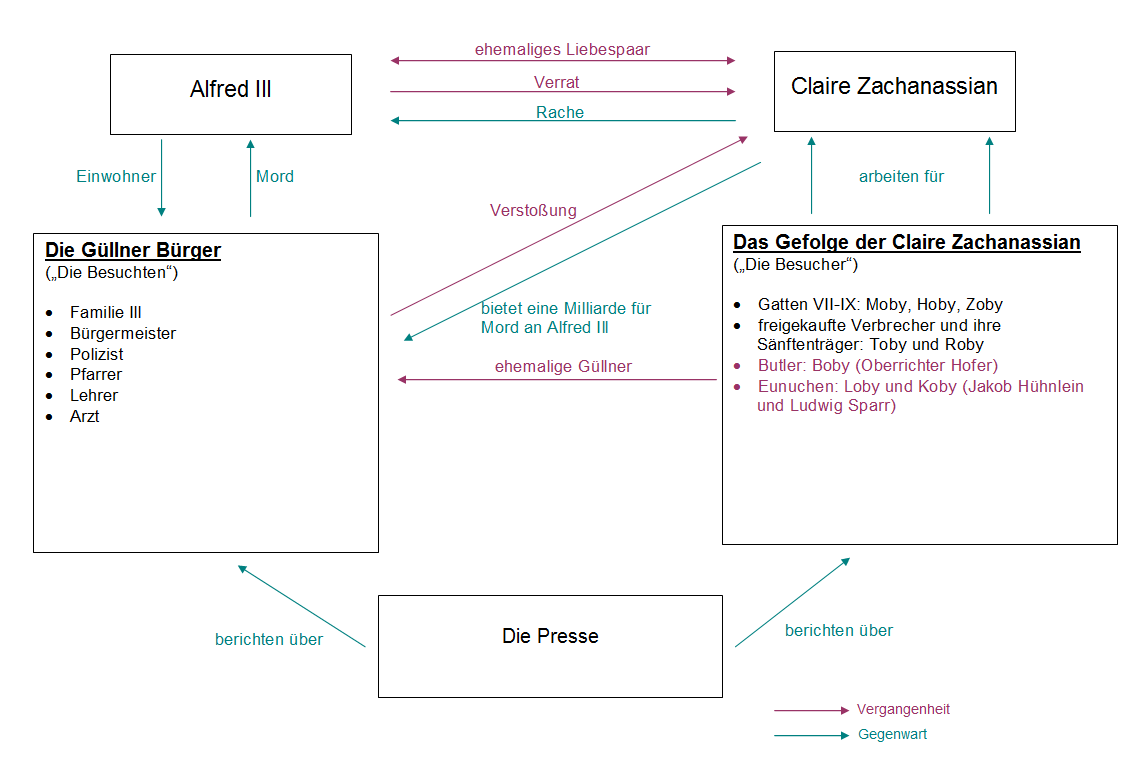 ehemaliges Liebespaar
Alfred Ill
Verrat
Claire Zachanassian
Rache
Einwohner
Mord
arbeiten für
Verstoßung
Die Güllner Bürger
(„Die Besuchten“)
• Familie Ill
• Bürgermeister
• Polizist
• Pfarrer
• Lehrer
• Arzt
Das Gefolge der Claire Zachanassian
(„Die Besucher“)
• Gatten VII-IX: Moby, Hoby, Zoby
• freigekaufte Verbrecher und ihre
Sänftenträger: Toby und Roby
• Butler: Boby (Oberrichter Hofer)
• Eunuchen: Loby und Koby (Jakob Hühnlein
und Ludwig Sparr)
bietet eine Milliarde für
Mord an Alfred Ill
ehemalige Güllner
Die Presse
berichten über
berichten über
Vergangenheit
Gegenwart